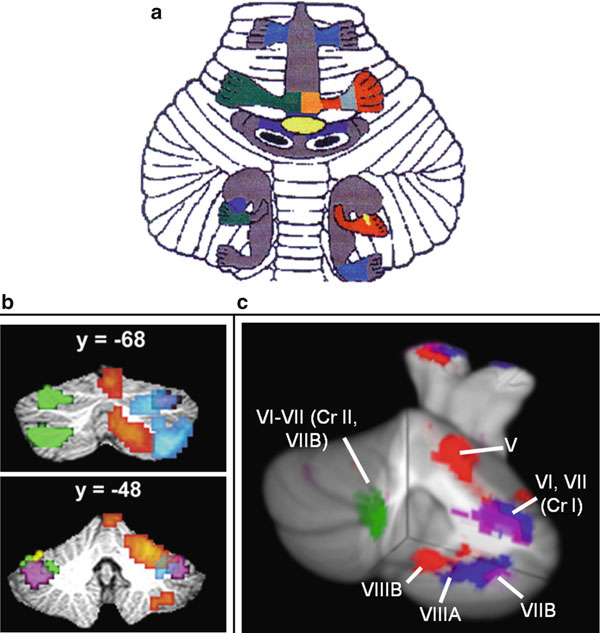 a
b
y = -68
y = -48
c
VI-VII (Cr II,
VIIB)
V
VI, VII
(Cr I)
VIIIB
VIIIA
VIIB